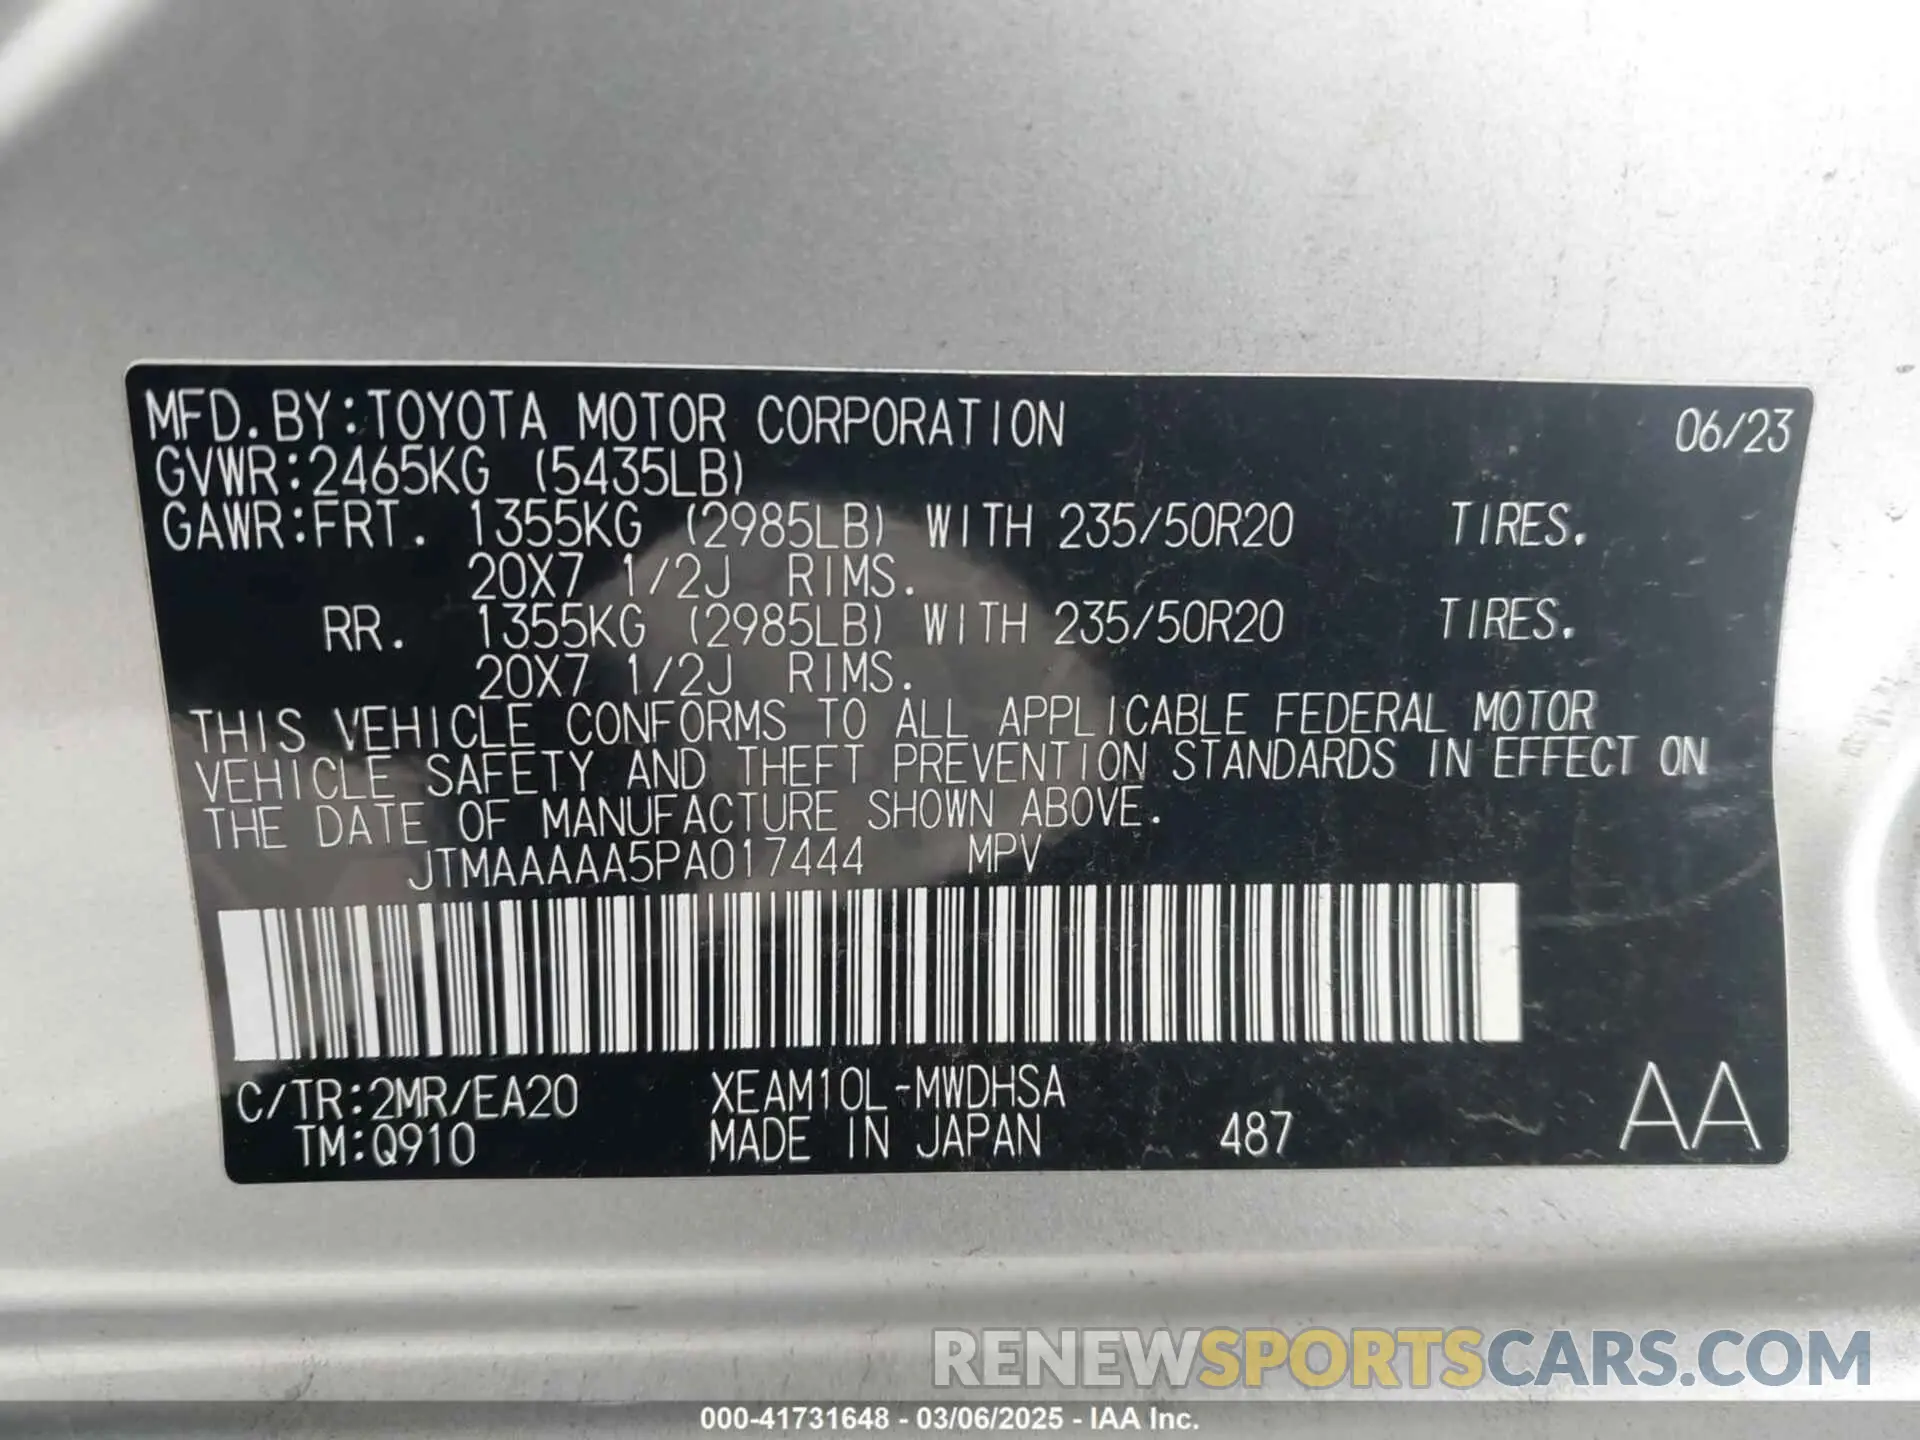 MFD.BY:TOYOTA MOTOR CORPORATION 06/23
GVWR:2465KG (5435LB)
GAWR:FRT. 1355KG (2985LB) WITH 235/50R20 TIRES.
20X7 1/2J RIMS.
RR. 1355KG (2985LB) WITH 235/50R20 TIRES.
20X7 1/2J RIMS.
THIS VEHICLE CONFORMS TO ALL APPLICABLE FEDERAL MOTOR
VEHICLE SAFETY AND THEFT PREVENTION STANDARDS IN EFFECT ON
THE DATE OF MANUFACTURE SHOWN ABOVE.
JTMAAAAA5PA017444 MPV
C/TR:2MR/EA20 XEAM10L-MWDHSA AA
TM:Q910 MADE IN JAPAN 487
RENEWSPORTSCARS.COM
000-41731648 - 03/06/2025 - IAA Inc.